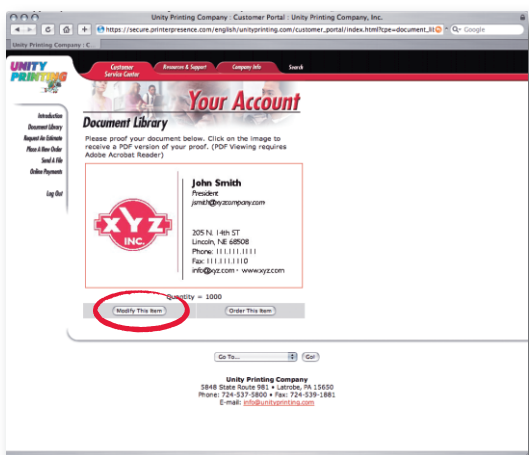 Unity Printing Company : Customer Portal : Unity Printing Company, Inc.
https://secure.printerpresence.com/english/unityprinting.com/customer_portal/index.html?cpe=document_li
Q- Google
Unity Printing Company : C
UNITY
PRINTING
Customer
Service Center
Resources & Support
Company Info
Search
Your Account
Introduction
Document Library
Request An Estimate
Place A New Order
Send A File
Online Payments
Log Out
Document Library
Please proof your document below. Click on the image to
receive a PDF version of your proof. (PDF Viewing requires
Adobe Acrobat Reader)
XYZ
INC.
John Smith
President
jsmith@xyzcompany.com
205 N. 14th ST
Lincoln, NE 68508
Phone: 111.111.1111
Fax: 111.111.1110
info@xyz.com · www.xyz.com
Quantity = 1000
Modify This Item
Order This Item
Go To...
Go!
Unity Printing Company
5848 State Route 981 • Latrobe, PA 15650
Phone: 724-537-5800 • Fax: 724-539-1881
E-mail: info@unityprinting.com